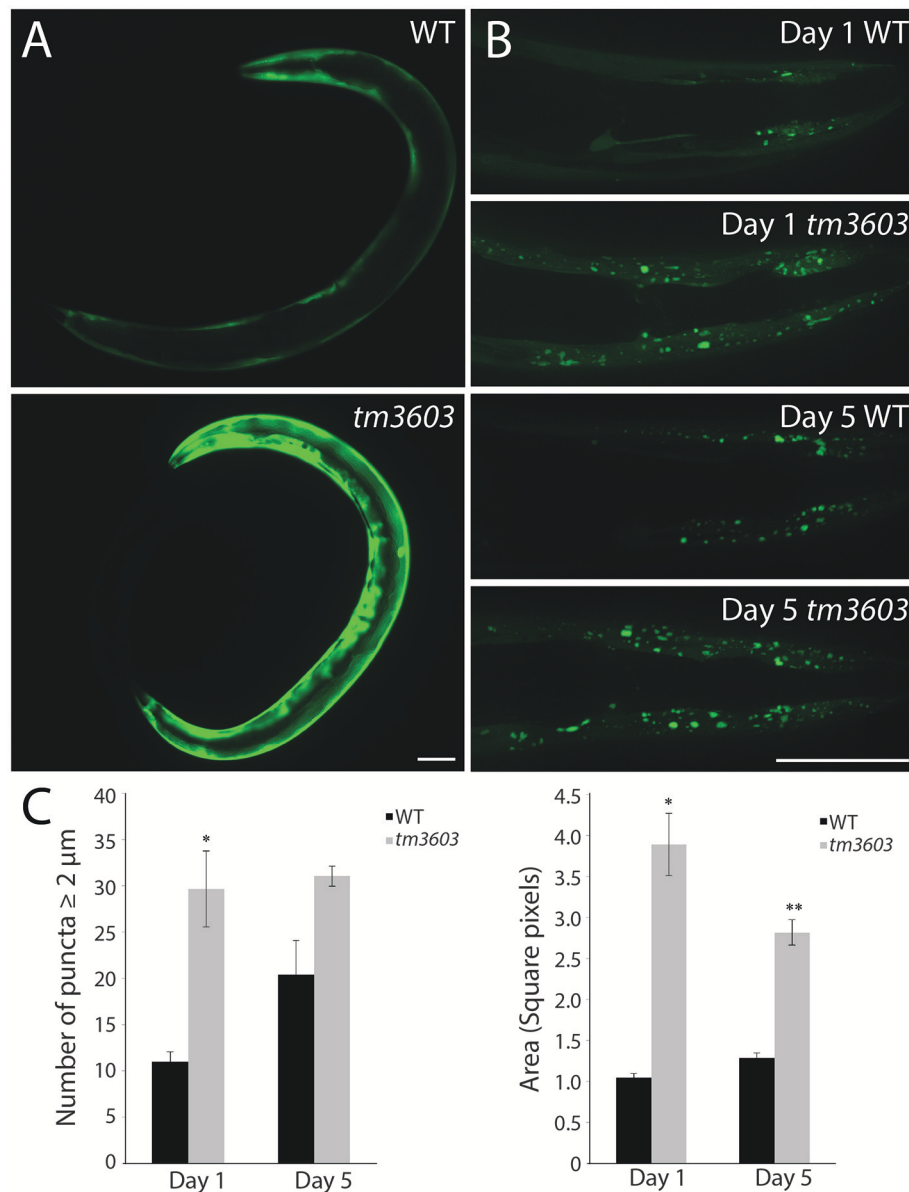 A
WT
tm3603
B
Day 1 WT
Day 1 tm3603
Day 5 WT
Day 5 tm3603
C
Number of puncta ≥ 2 µm
40
35
30
25
20
15
10
5
0
*
WT
tm3603
Day 1
Day 5
Area (Square pixels)
4.5
4.0
3.5
3.0
2.5
2.0
1.5
1.0
0.5
0
*
**
WT
tm3603
Day 1
Day 5